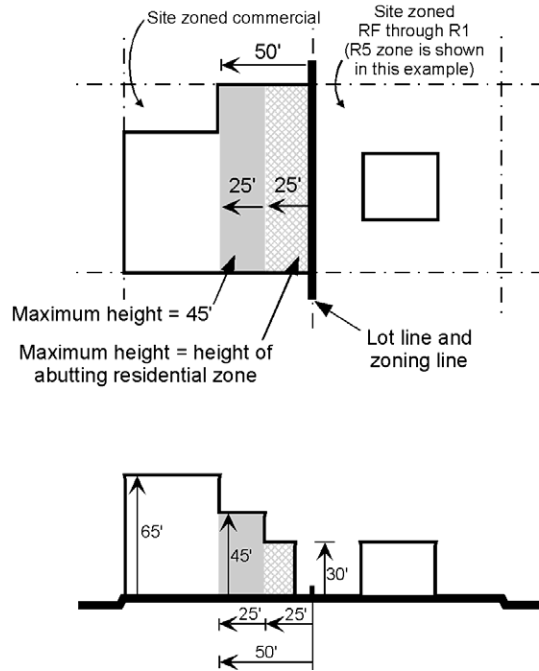 Site zoned commercial
Site zoned
RF through R1
(R5 zone is shown
in this example)
50'
25'
25'
Maximum height = 45'
Maximum height = height of
abutting residential zone
Lot line and
zoning line
65'
45'
30'
25'
25'
50'